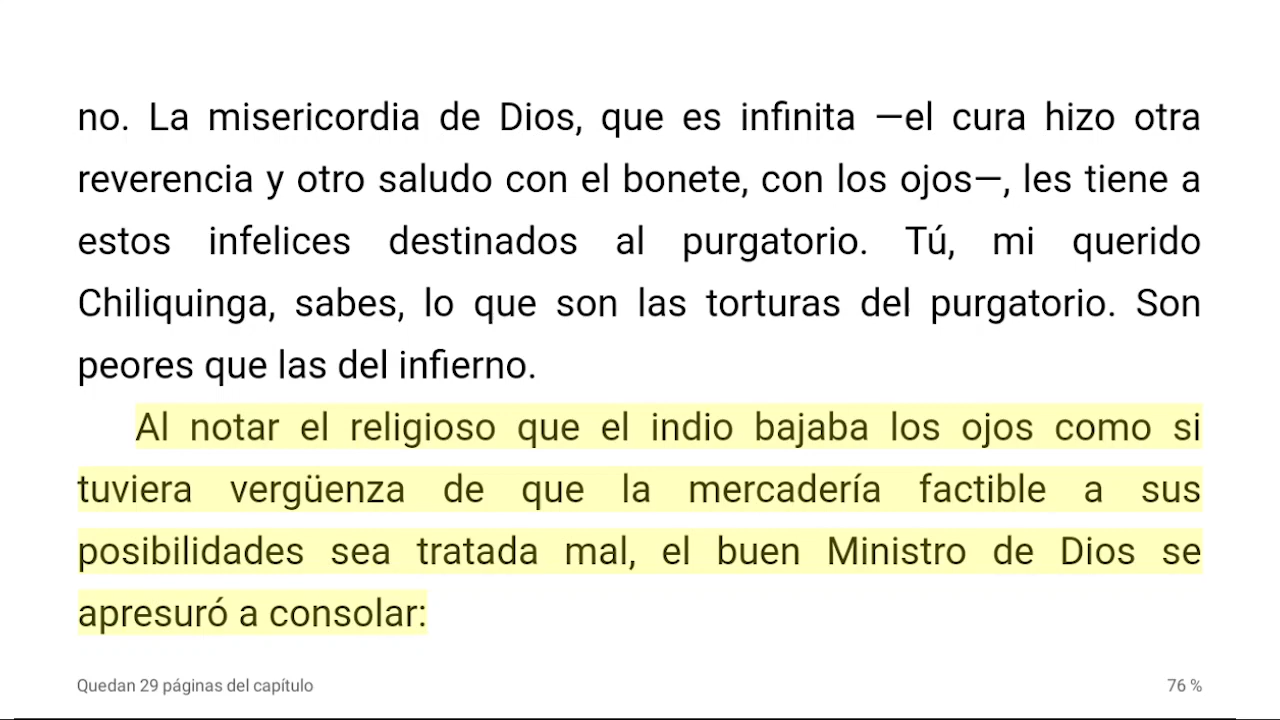 no. La misericordia de Dios, que es infinita —el cura hizo otra
reverencia y otro saludo con el bonete, con los ojos—, les tiene a
estos infelices destinados al purgatorio. Tú, mi querido
Chiliquinga, sabes, lo que son las torturas del purgatorio. Son
peores que las del infierno.
Al notar el religioso que el indio bajaba los ojos como si
tuviera vergüenza de que la mercadería factible a sus
posibilidades sea tratada mal, el buen Ministro de Dios se
apresuró a consolar:
Quedan 29 páginas del capítulo
76 %